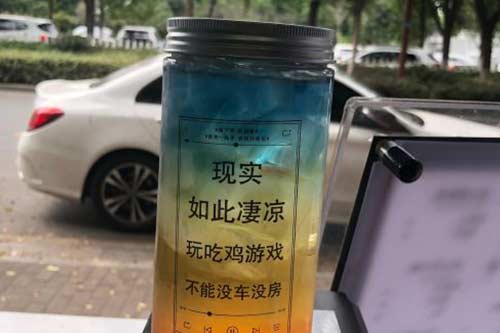 现实
如此凄凉
玩吃鸡游戏
不能没车没房